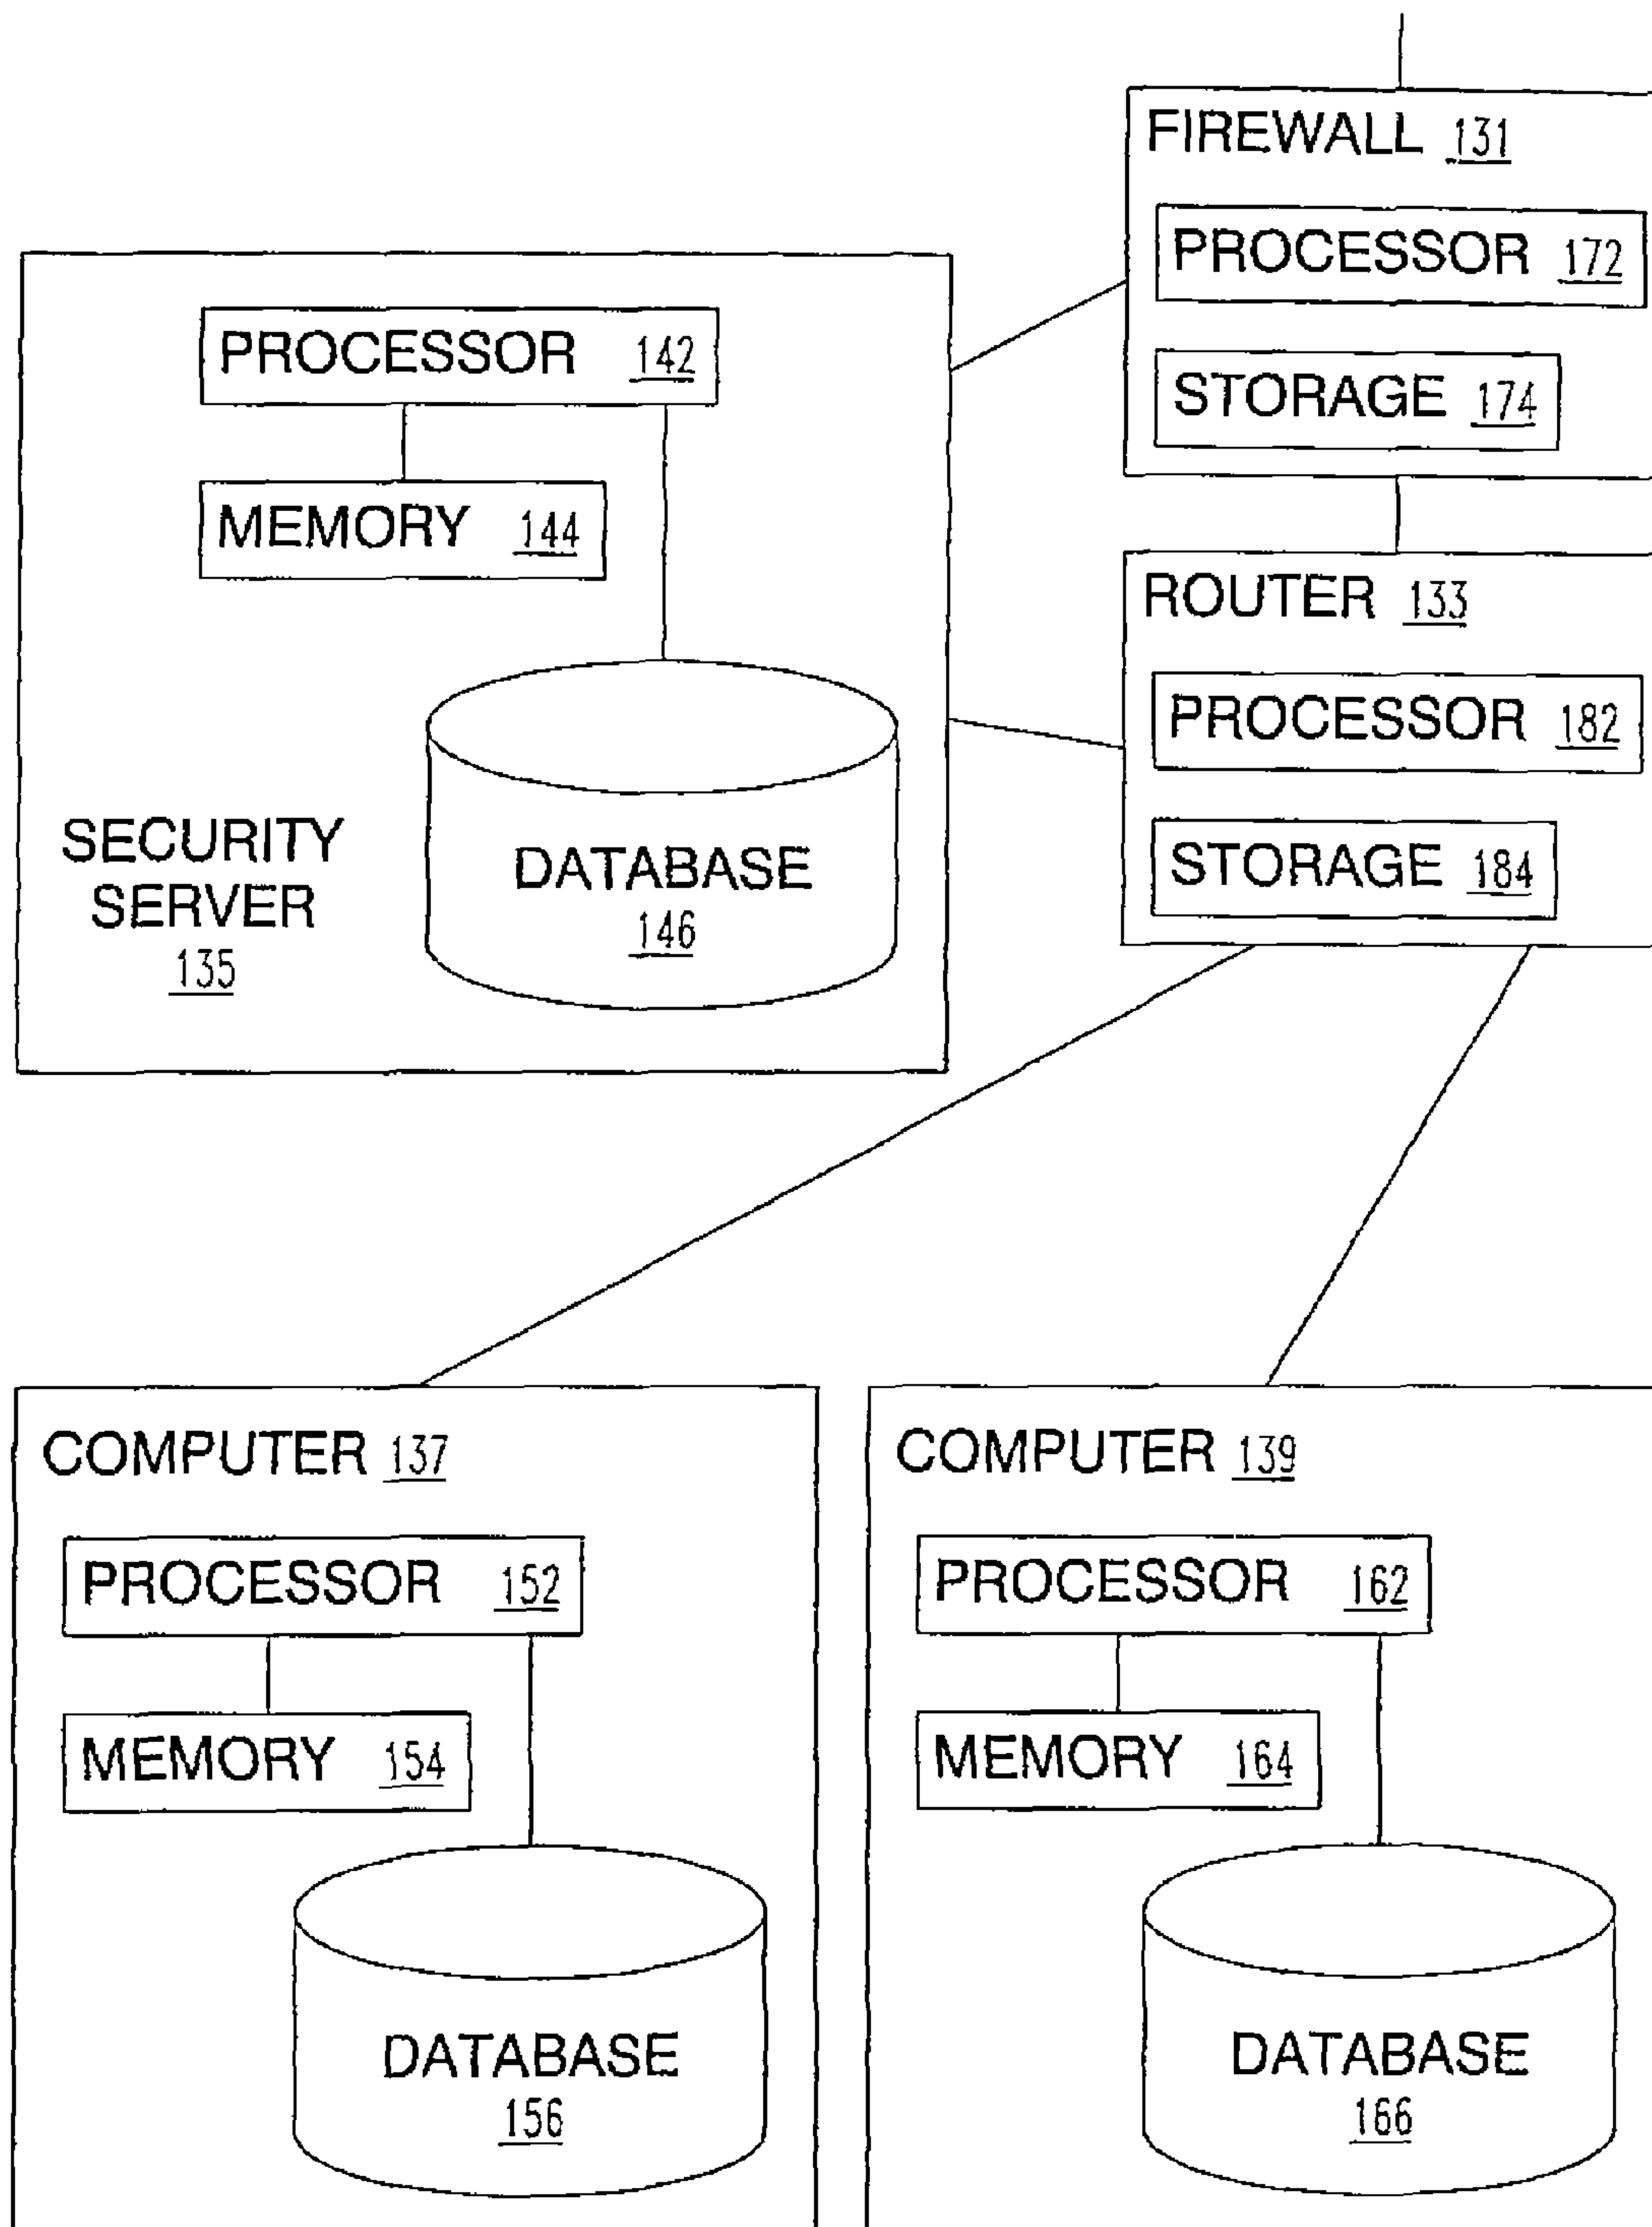 FIREWALL 131
PROCESSOR 172
STORAGE 174
PROCESSOR 142
MEMORY 144
DATABASE
146
SECURITY
SERVER
135
ROUTER 133
PROCESSOR 182
STORAGE 184
COMPUTER 137
PROCESSOR 152
MEMORY 154
DATABASE
156
COMPUTER 139
PROCESSOR 162
MEMORY 164
DATABASE
166